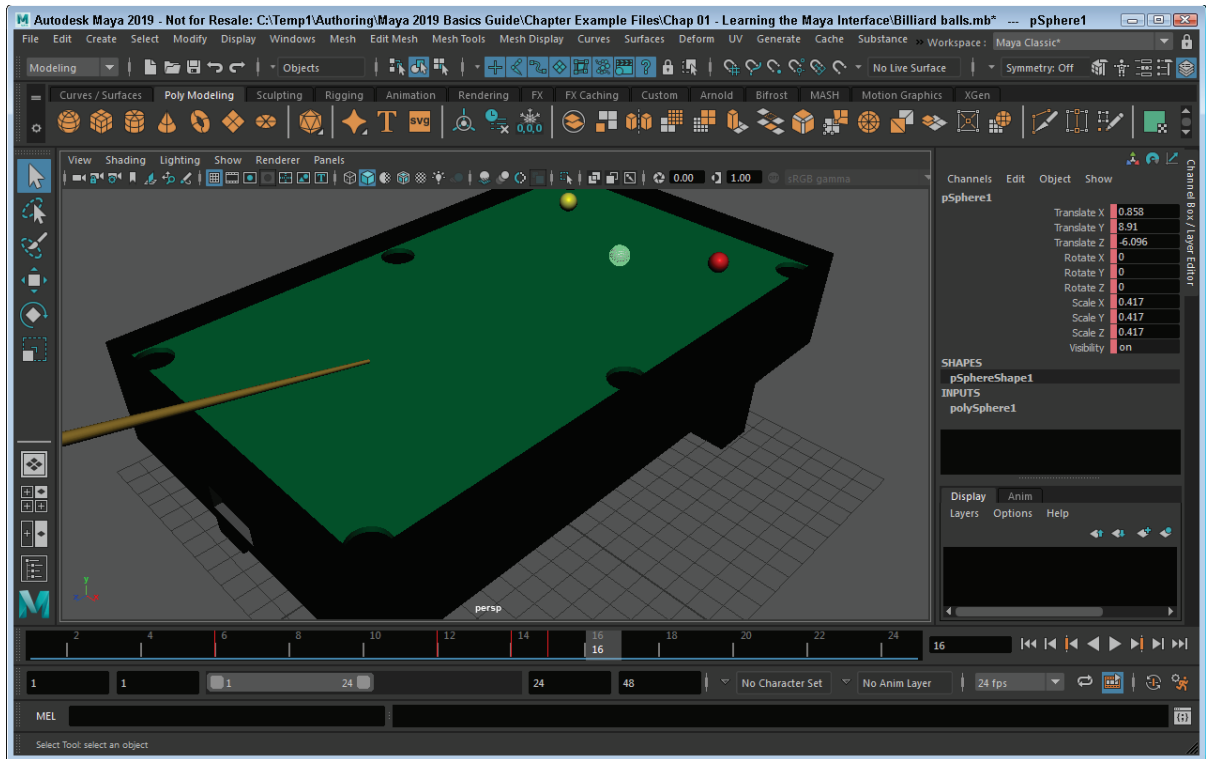 Autodesk Maya 2019 - Not for Resale: C:\Temp1\Authoring\Maya 2019 Basics Guide\Chapter Example Files\Chap 01 - Learning the Maya Interface\Billiard balls.mb* --- pSphere1
File Edit Create Select Modify Display Windows Mesh Edit Mesh Mesh Tools Mesh Display Curves Surfaces Deform UV Generate Cache Substance » Workspace : Maya Classic*
Modeling Objects No Live Surface Symmetry: Off
Curves / Surfaces Poly Modeling Sculpting Rigging Animation Rendering FX FX Caching Custom Arnold Bifrost MASH Motion Graphics XGen
T svg 0,0,0
View Shading Lighting Show Renderer Panels
0.00 1.00 sRGB gamma
Channels Edit Object Show
Channel Box / Layer Editor
pSphere1
Translate X 0.858
Translate Y 8.91
Translate Z -6.096
Rotate X 0
Rotate Y 0
Rotate Z 0
Scale X 0.417
Scale Y 0.417
Scale Z 0.417
Visibility on
SHAPES
pSphereShape1
INPUTS
polySphere1
Display Anim
Layers Options Help
y
persp
2 4 6 8 10 12 14 16 18 20 22 24
16 16
1 1 1 24 24 48 No Character Set No Anim Layer 24 fps
MEL
Select Tool: select an object